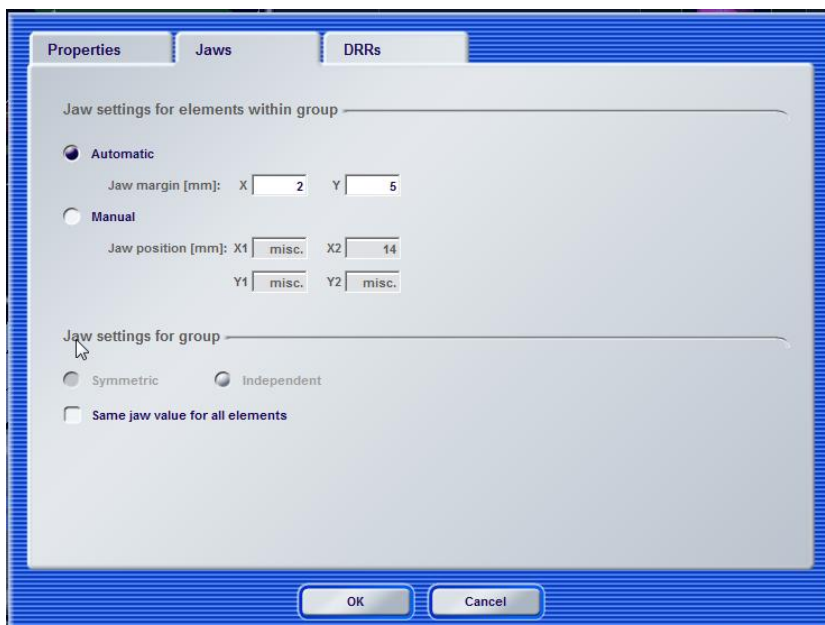 Properties Jaws DRRs
Jaw settings for elements within group
Automatic
Jaw margin [mm]: X 2 Y 5
Manual
Jaw position [mm]: X1 misc. X2 14
Y1 misc. Y2 misc.
Jaw settings for group
Symmetric Independent
Same jaw value for all elements
OK Cancel